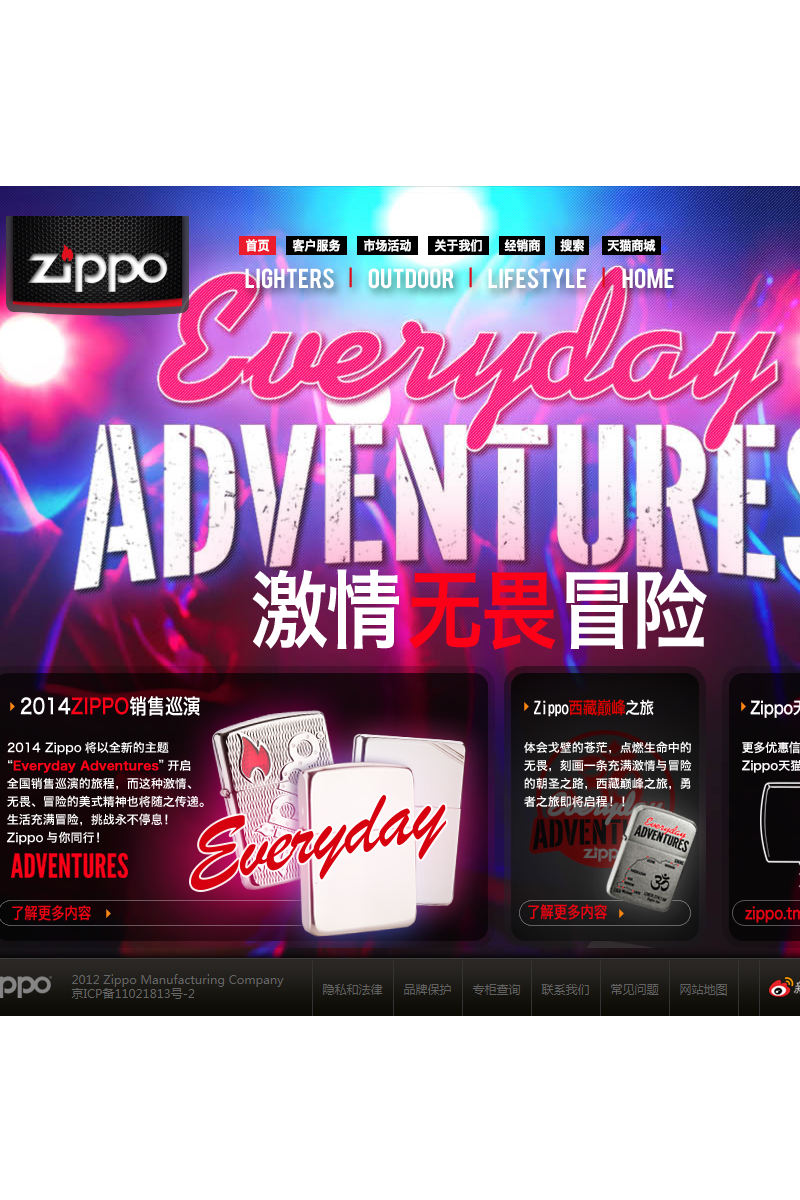 zippo
首页 客户服务 市场活动 关于我们 经销商 搜索 天猫商城
LIGHTERS | OUTDOOR | LIFESTYLE | HOME
Everyday
ADVENTURES
激情无畏冒险
2014ZIPPO销售巡演
2014 Zippo 将以全新的主题
“Everyday Adventures” 开启
全国销售巡演的旅程，而这种激情、
无畏、冒险的美式精神也将随之传递。
生活充满冒险，挑战永不停息！
Zippo 与你同行！
ADVENTURES
Everyday
了解更多内容
Zippo西藏巅峰之旅
体会戈壁的苍茫，点燃生命中的
无畏，刻画一条充满激情与冒险
的朝圣之路，西藏巅峰之旅，勇
者之旅即将启程！！
Everyday
ADVENTURES
zippo
了解更多内容
Zippo天
更多优惠信
Zippo天猫
zippo.tm
zippo
2012 Zippo Manufacturing Company
京ICP备11021813号-2
隐私和法律 品牌保护 专柜查询 联系我们 常见问题 网站地图